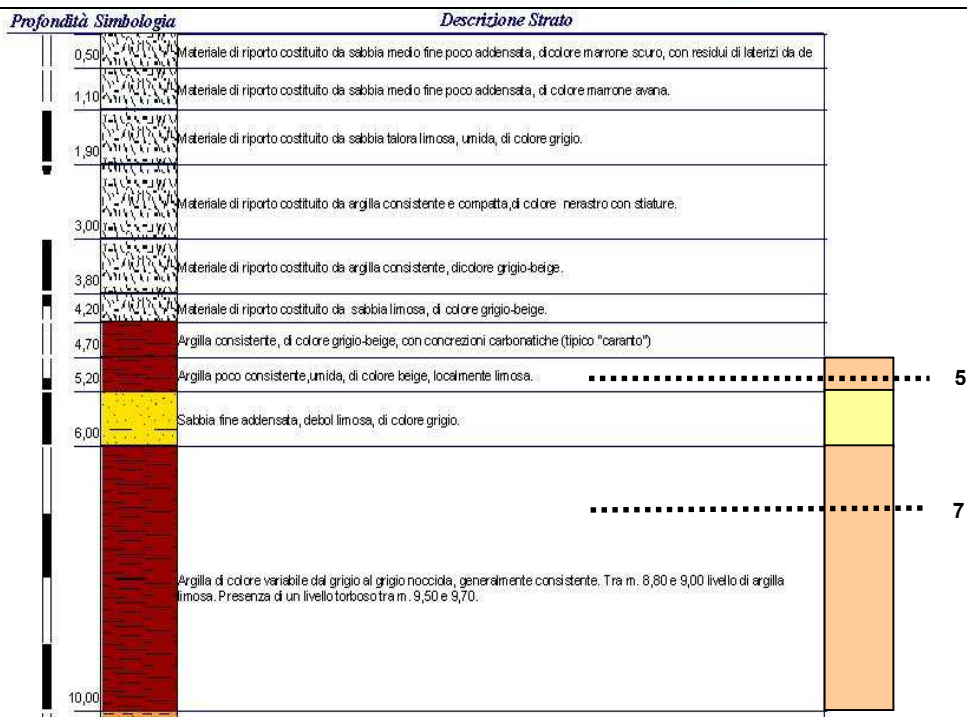 Profondità Simbologia Descrizione Strato
0,50 Materiale di riporto costituito da sabbia medio fine poco addensata, dicolore marrone scuro, con residui di laterizi da de
1,10 Materiale di riporto costituito da sabbia medio fine poco addensata, di colore marrone avana.
1,90 Materiale di riporto costituito da sabbia talora limosa, umida, di colore grigio.
3,00 Materiale di riporto costituito da argilla consistente e compatta,di colore nerastro con stiature.
3,80 Materiale di riporto costituito da argilla consistente, dicolore grigio-beige.
4,20 Materiale di riporto costituito da sabbia limosa, di colore grigio-beige.
4,70 Argilla consistente, di colore grigio-beige, con concrezioni carbonatiche (tipico "caranto")
5,20 Argilla poco consistente,umida, di colore beige, localmente limosa. 5
6,00 Sabbia fine addensata, debol limosa, di colore grigio.
7
Argilla di colore variabile dal grigio al grigio nocciola, generalmente consistente. Tra m. 8,80 e 9,00 livello di argilla
limosa. Presenza di un livello torboso tra m. 9,50 e 9,70.
10,00